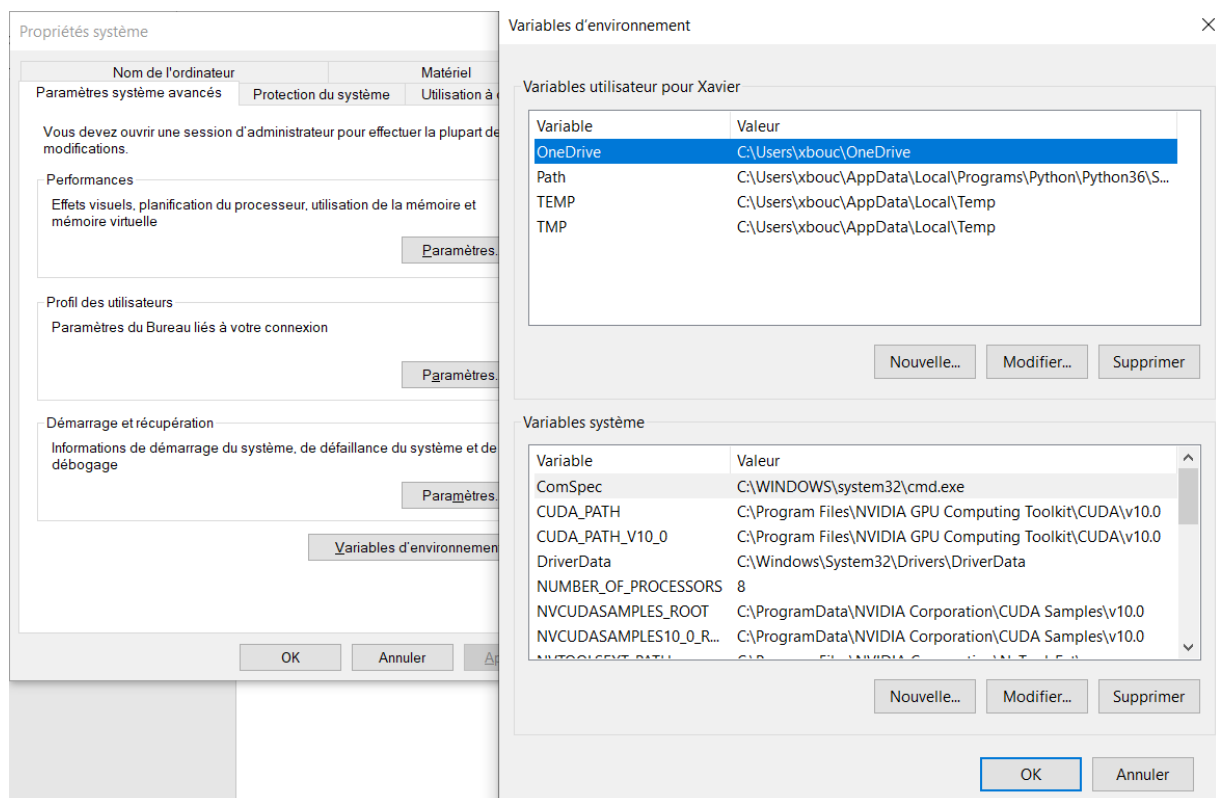 Propriétés système
Nom de l'ordinateur
Matériel
Paramètres système avancés
Protection du système
Utilisation à
Vous devez ouvrir une session d'administrateur pour effectuer la plupart de
modifications.
Performances
Effets visuels, planification du processeur, utilisation de la mémoire et
mémoire virtuelle
Paramètres.
Profil des utilisateurs
Paramètres du Bureau liés à votre connexion
Paramètres.
Démarrage et récupération
Informations de démarrage du système, de défaillance du système et de
débogage
Paramètres.
Variables d'environnemen
OK
Annuler
Variables d'environnement
Variables utilisateur pour Xavier
Variable Valeur
OneDrive C:\Users\xbouc\OneDrive
Path C:\Users\xbouc\AppData\Local\Programs\Python\Python36\S...
TEMP C:\Users\xbouc\AppData\Local\Temp
TMP C:\Users\xbouc\AppData\Local\Temp
Nouvelle... Modifier... Supprimer
Variables système
Variable Valeur
ComSpec C:\WINDOWS\system32\cmd.exe
CUDA_PATH C:\Program Files\NVIDIA GPU Computing Toolkit\CUDA\v10.0
CUDA_PATH_V10_0 C:\Program Files\NVIDIA GPU Computing Toolkit\CUDA\v10.0
DriverData C:\Windows\System32\Drivers\DriverData
NUMBER_OF_PROCESSORS 8
NVCUDASAMPLES_ROOT C:\ProgramData\NVIDIA Corporation\CUDA Samples\v10.0
NVCUDASAMPLES10_0_R... C:\ProgramData\NVIDIA Corporation\CUDA Samples\v10.0
Nouvelle... Modifier... Supprimer
OK Annuler